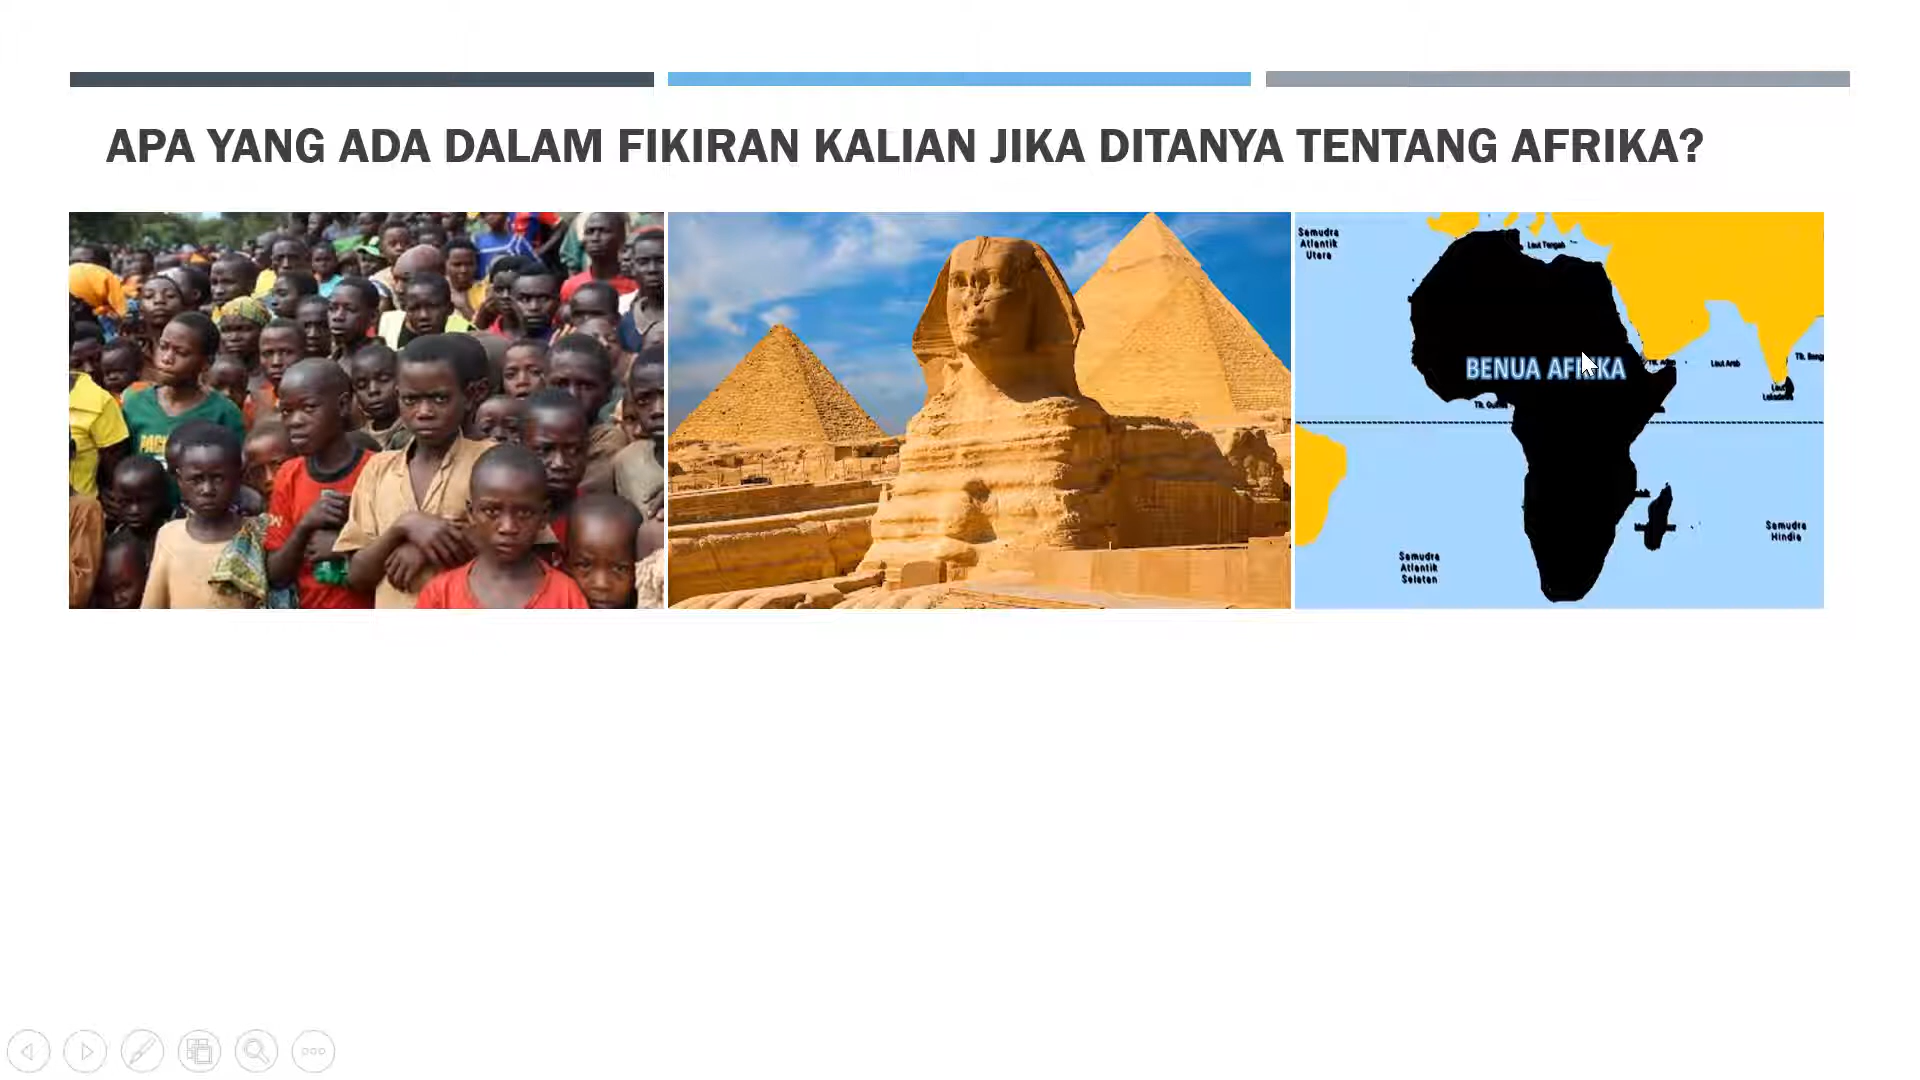 APA YANG ADA DALAM FIKIRAN KALIAN JIKA DITANYA TENTANG AFRIKA?
Samudra
Atlantik
Utara
Laut Tengah
BENUA AFRIKA
Laut Arab
Samudra
Hindia
Samudra
Atlantik
Selatan